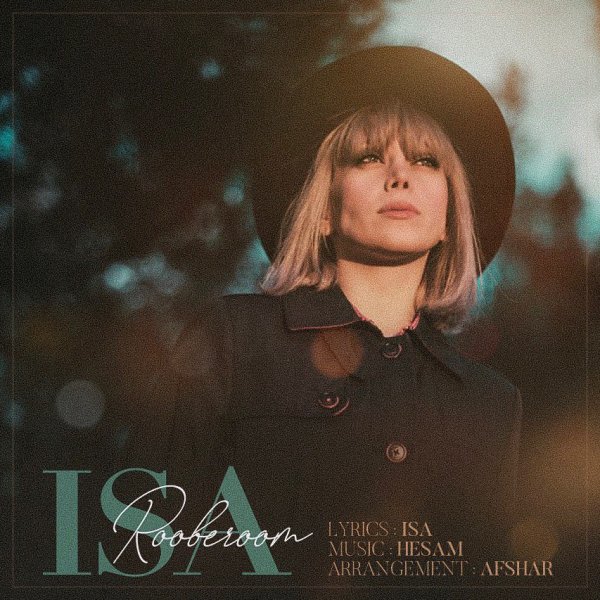 ISA
Rooberoom
LYRICS : ISA
MUSIC : HESAM
ARRANGEMENT : AFSHAR